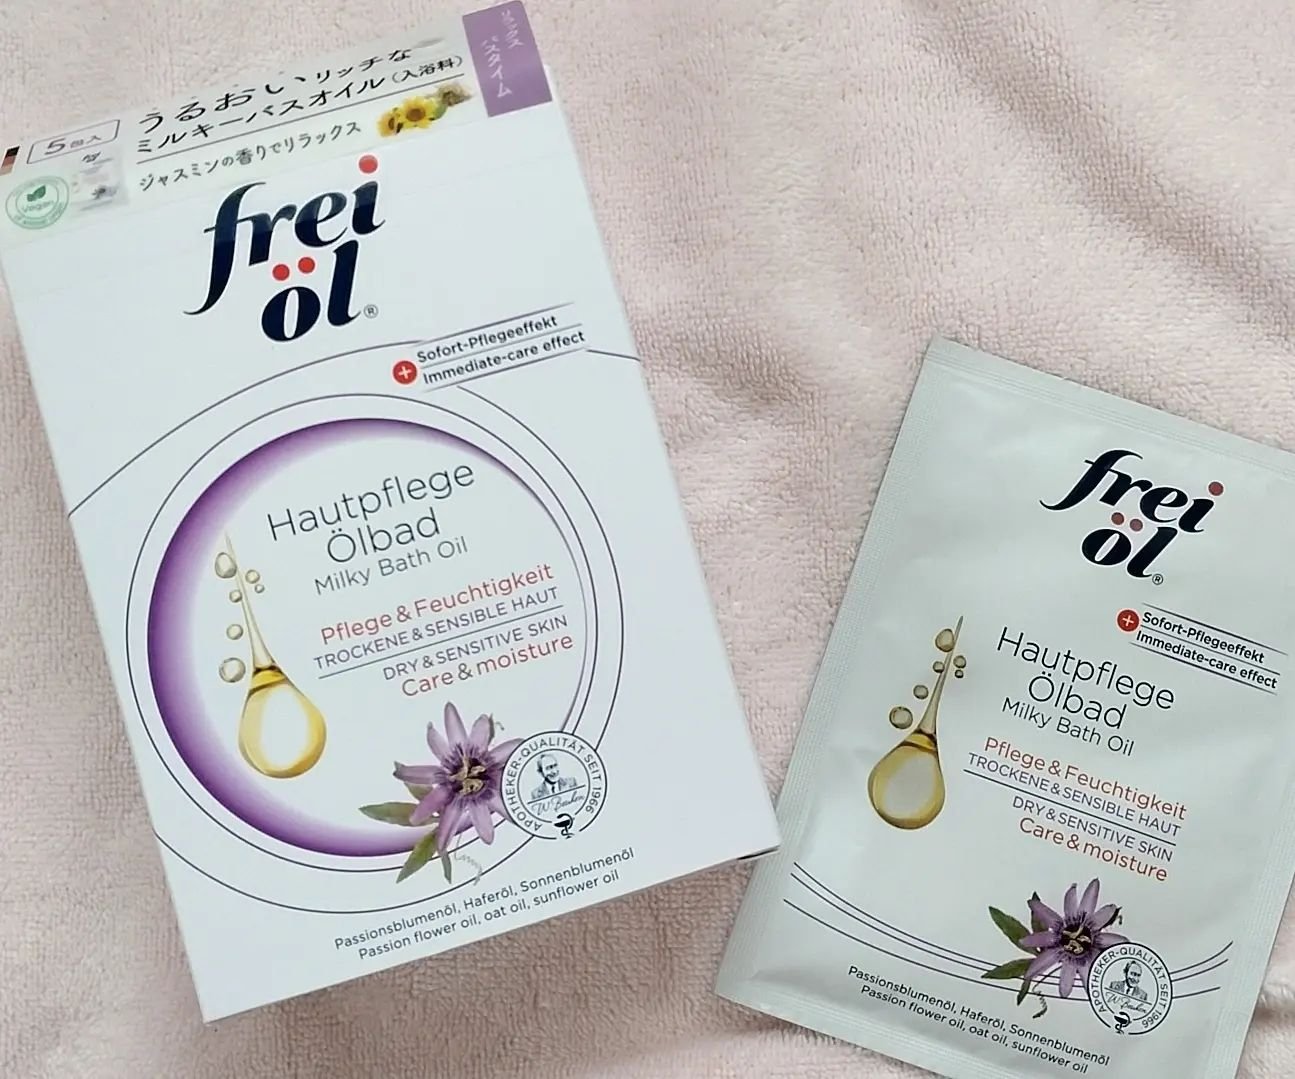 リラックス
バスタイム
うるおいリッチな
ミルキーバスオイル（入浴料）
5包入
ジャスミンの香りでリラックス
Vegan
frei
öl®
Sofort-Pflegeeffekt
Immediate-care effect
Hautpflege
Ölbad
Milky Bath Oil
Pflege & Feuchtigkeit
TROCKENE & SENSIBLE HAUT
DRY & SENSITIVE SKIN
Care & moisture
APOTHEKER-QUALITÄT SEIT 1966
Passionsblumenöl, Haferöl, Sonnenblumenöl
Passion flower oil, oat oil, sunflower oil
frei
öl®
Sofort-Pflegeeffekt
Immediate-care effect
Hautpflege
Ölbad
Milky Bath Oil
Pflege & Feuchtigkeit
TROCKENE & SENSIBLE HAUT
DRY & SENSITIVE SKIN
Care & moisture
APOTHEKER-QUALITÄT SEIT 1966
Passionsblumenöl, Haferöl, Sonnenblumenöl
Passion flower oil, oat oil, sunflower oil